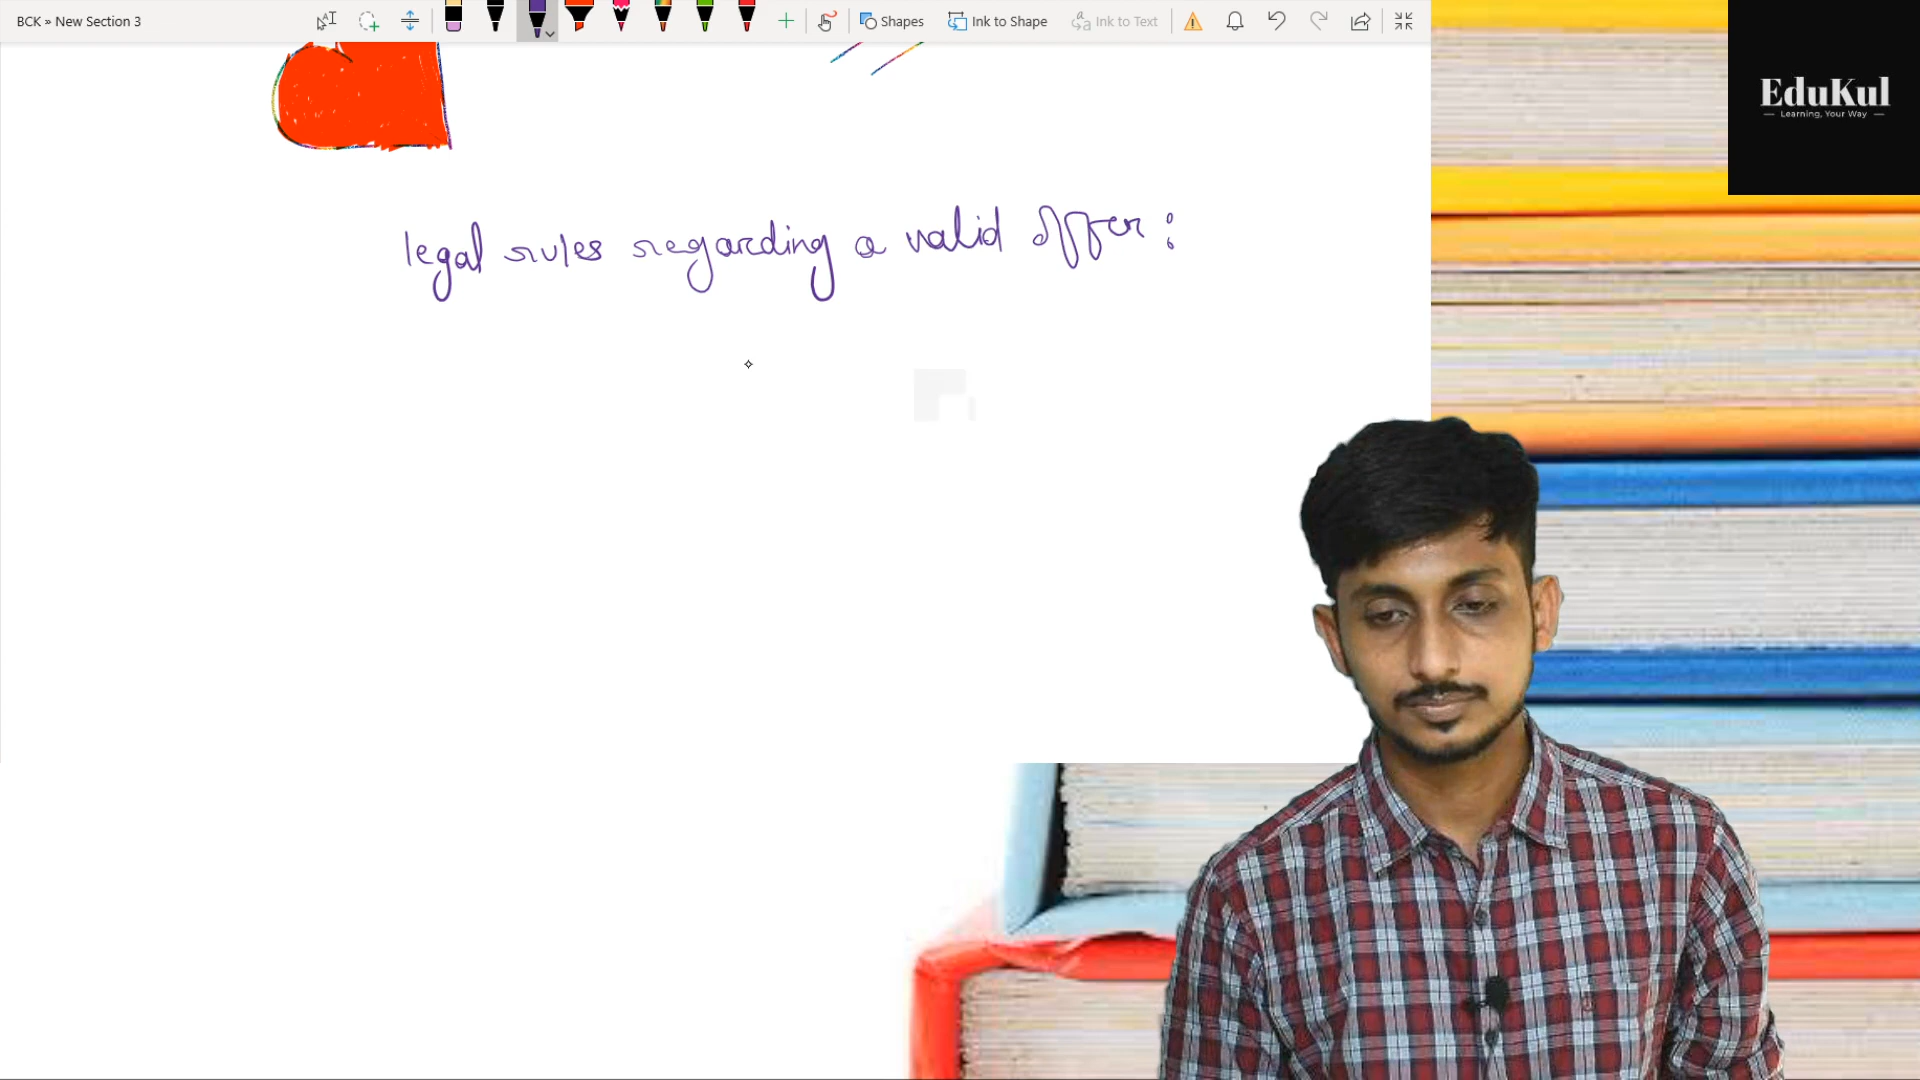 BCK » New Section 3
Shapes
Ink to Shape
Ink to Text
EduKul
Learning, Your Way
legal rules regarding a valid offer :